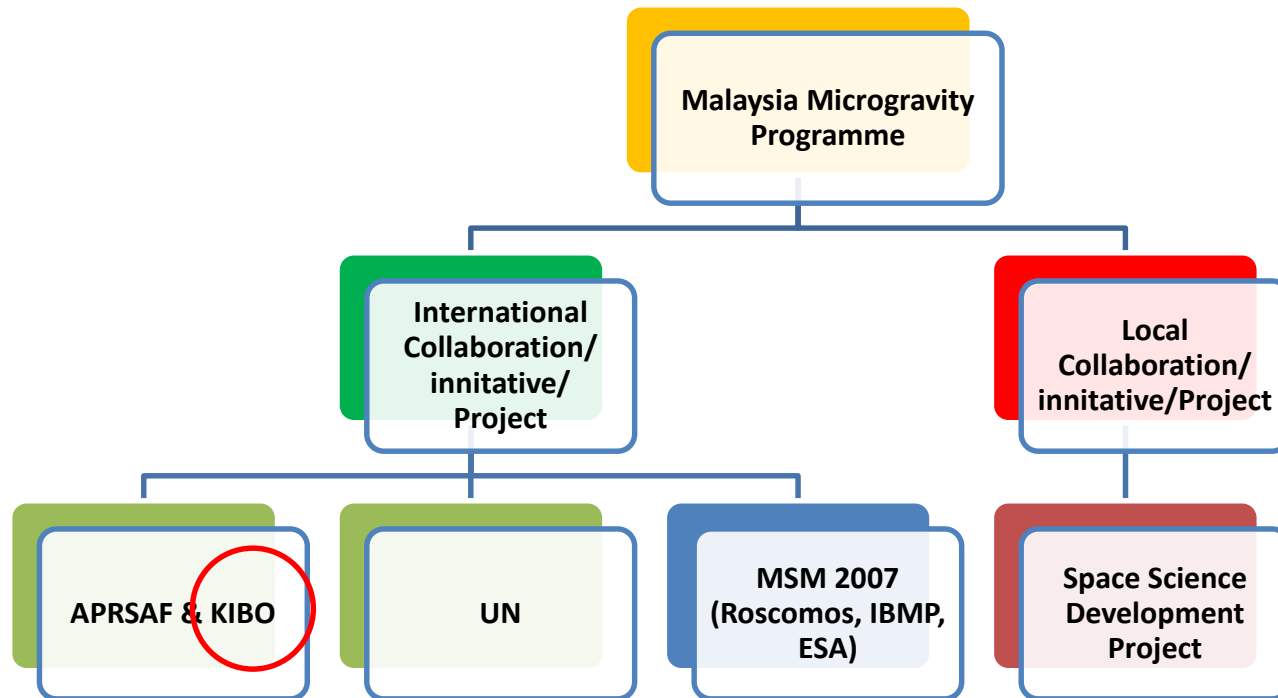 Malaysia Microgravity
Programme
International
Collaboration/
innitative/
Project
Local
Collaboration/
innitative/Project
APRSAF & KIBO
UN
MSM 2007
(Roscomos, IBMP,
ESA)
Space Science
Development
Project